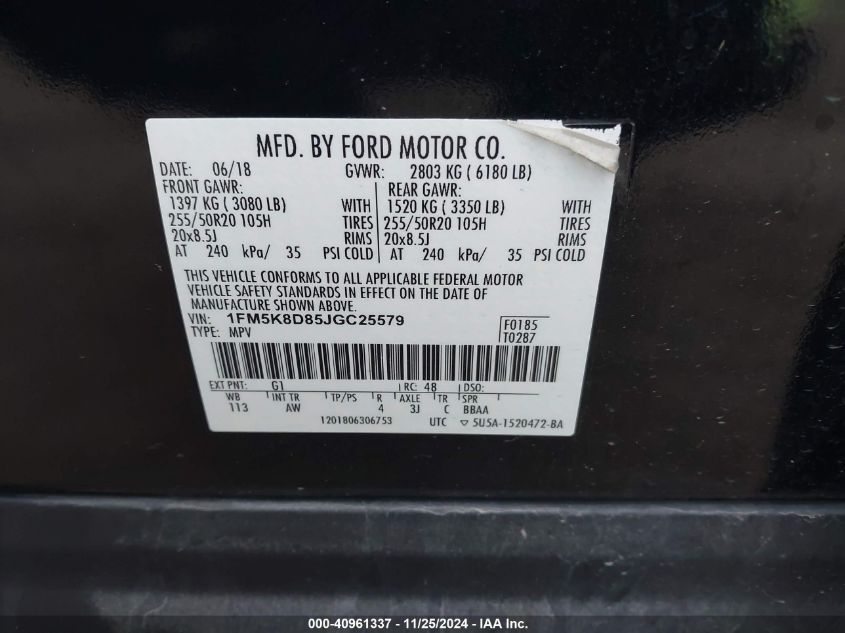 MFD. BY FORD MOTOR CO.
DATE: 06/18 GVWR: 2803 KG ( 6180 LB)
FRONT GAWR: REAR GAWR:
1397 KG ( 3080 LB) WITH 1520 KG ( 3350 LB) WITH
255/50R20 105H TIRES 255/50R20 105H TIRES
20x8.5J RIMS 20x8.5J RIMS
AT 240 kPa/ 35 PSI COLD AT 240 kPa/ 35 PSI COLD
THIS VEHICLE CONFORMS TO ALL APPLICABLE FEDERAL MOTOR
VEHICLE SAFETY STANDARDS IN EFFECT ON THE DATE OF
MANUFACTURE SHOWN ABOVE.
VIN: 1FM5K8D85JGC25579 F0185
TYPE: MPV T0287
EXT PNT: G1 RC: 48 DSO:
WB INT TR TP/PS R AXLE TR SPR
113 AW 4 3J C BBAA
1201806306753 UTC ▽ 5U5A-1520472-BA
000-40961337 - 11/25/2024 - IAA Inc.